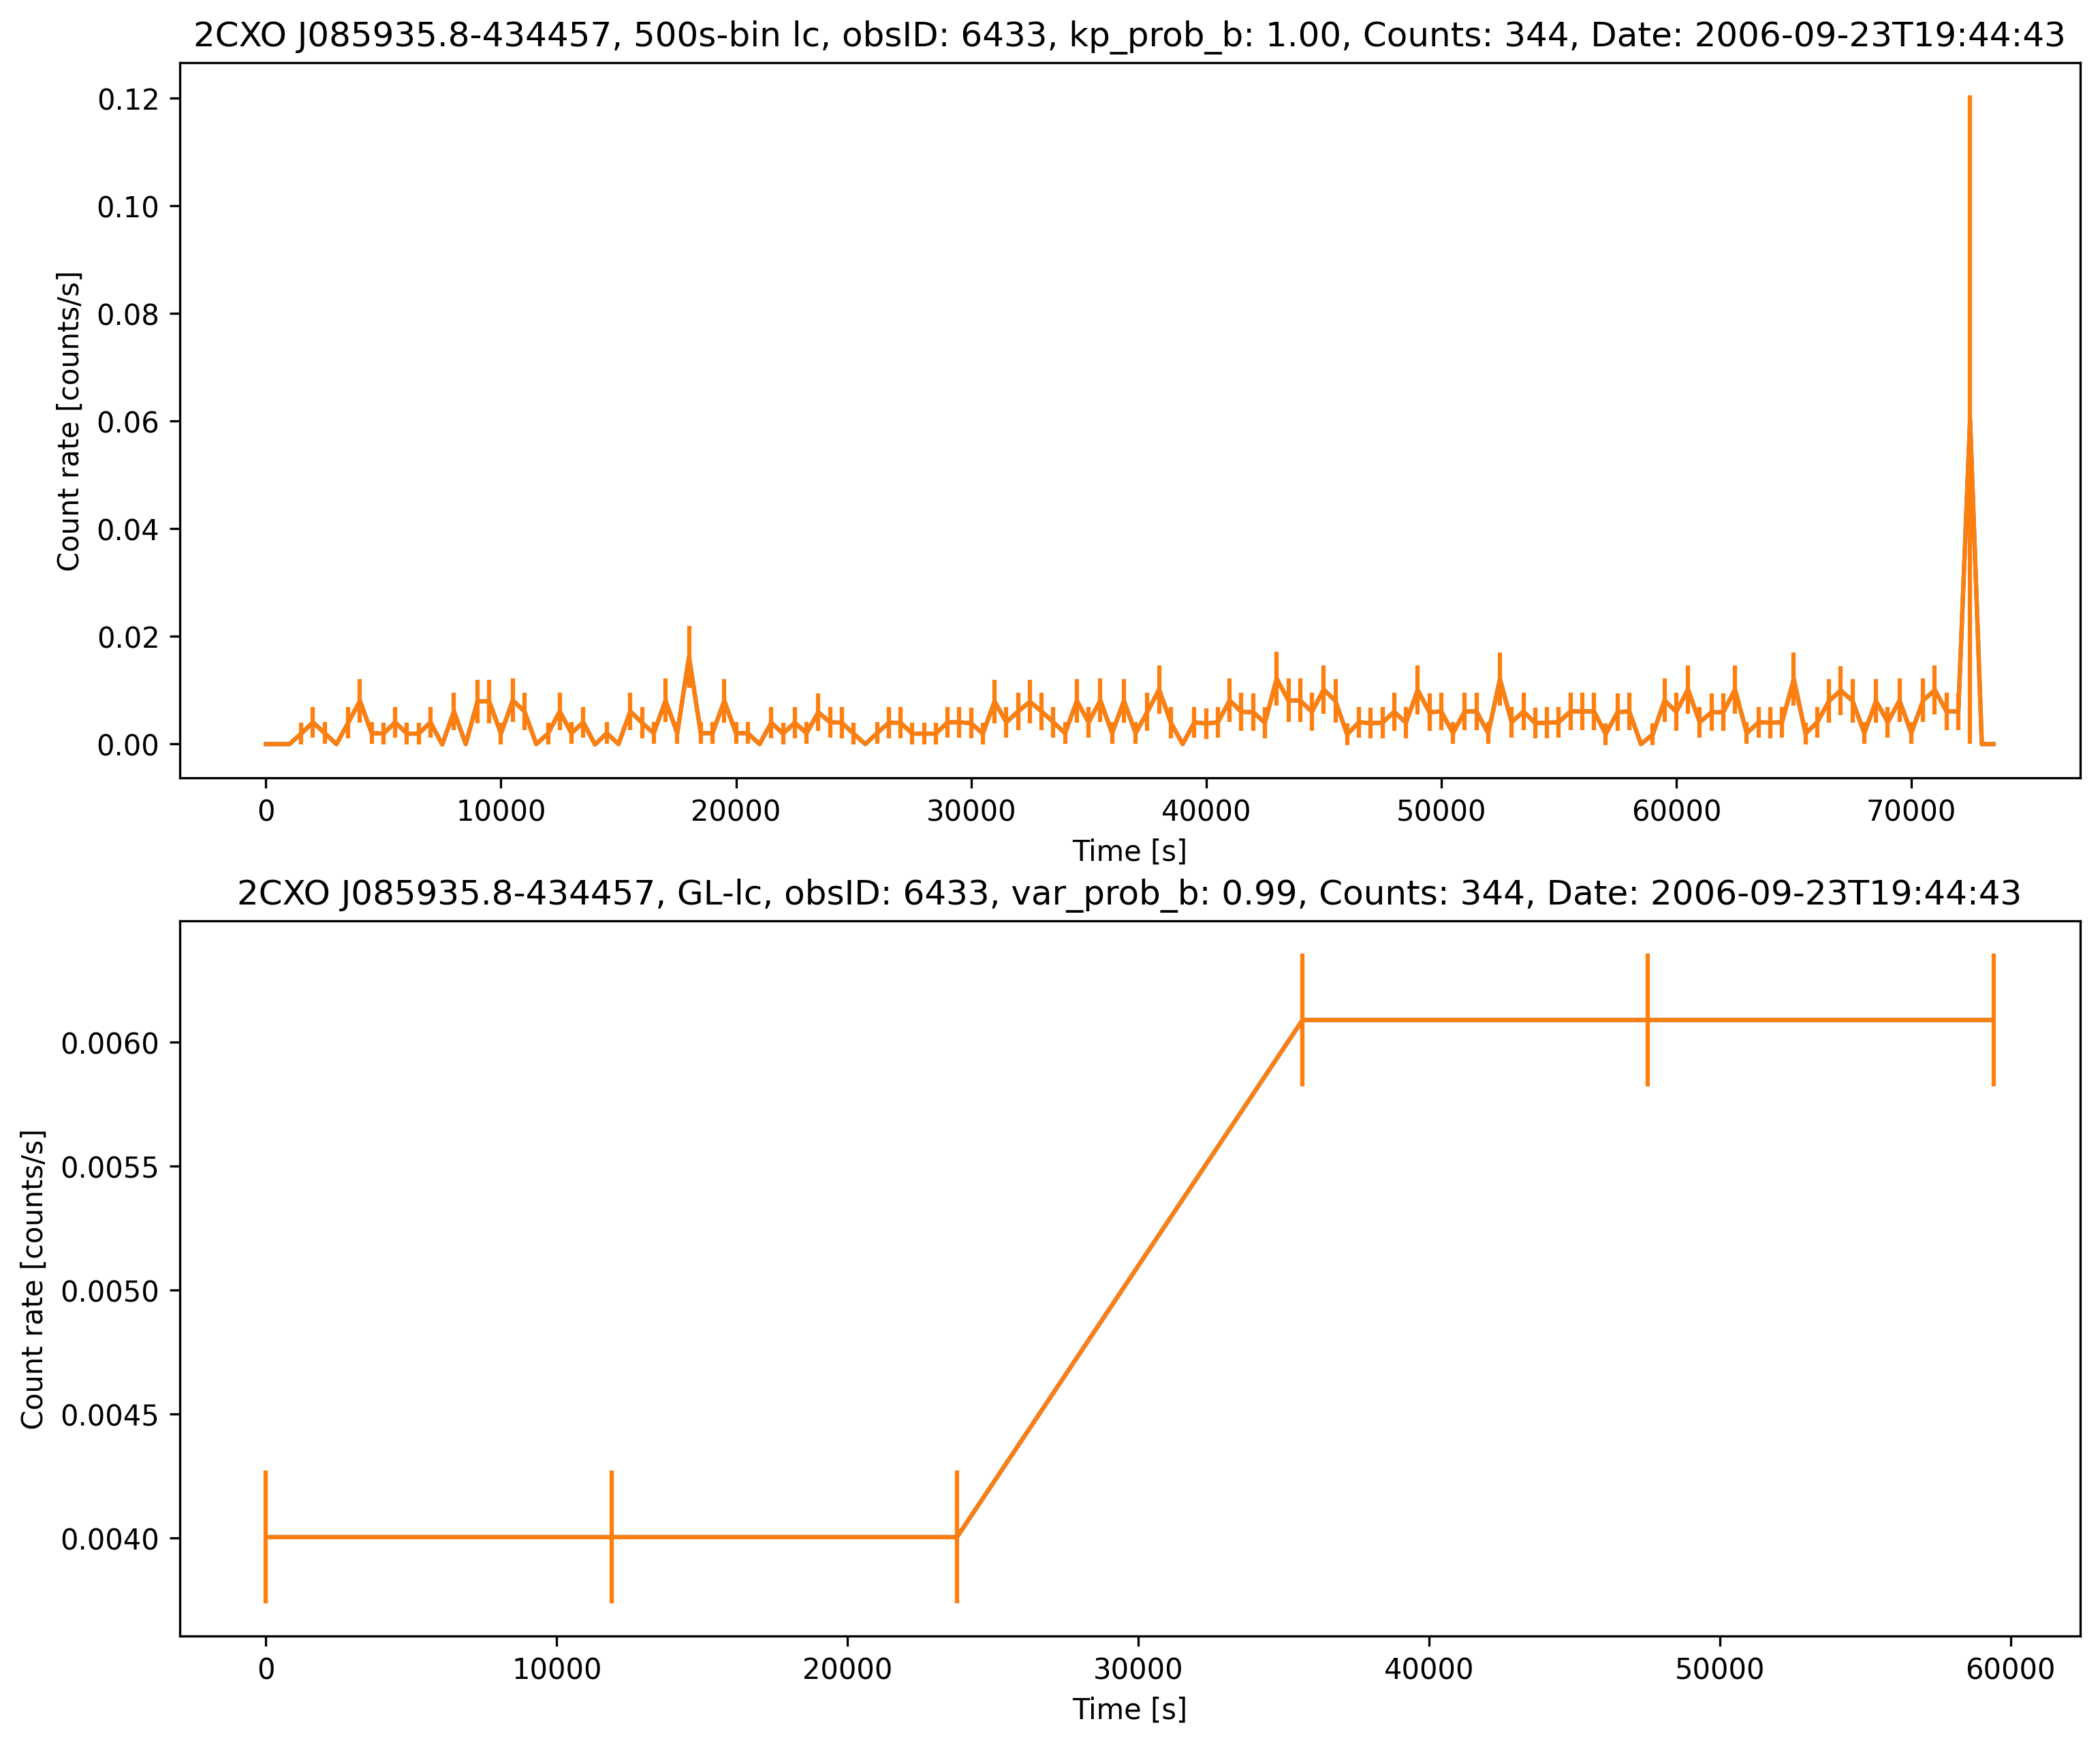 2CXO J085935.8-434457, 500s-bin lc, obsID: 6433, kp_prob_b: 1.00, Counts: 344, Date: 2006-09-23T19:44:43
0.12
0.10
0.08
0.06
0.04
0.02
0.00
Count rate [counts/s]
0 10000 20000 30000 40000 50000 60000 70000
Time [s]
2CXO J085935.8-434457, GL-lc, obsID: 6433, var_prob_b: 0.99, Counts: 344, Date: 2006-09-23T19:44:43
0.0060
0.0055
0.0050
0.0045
0.0040
Count rate [counts/s]
0 10000 20000 30000 40000 50000 60000
Time [s]